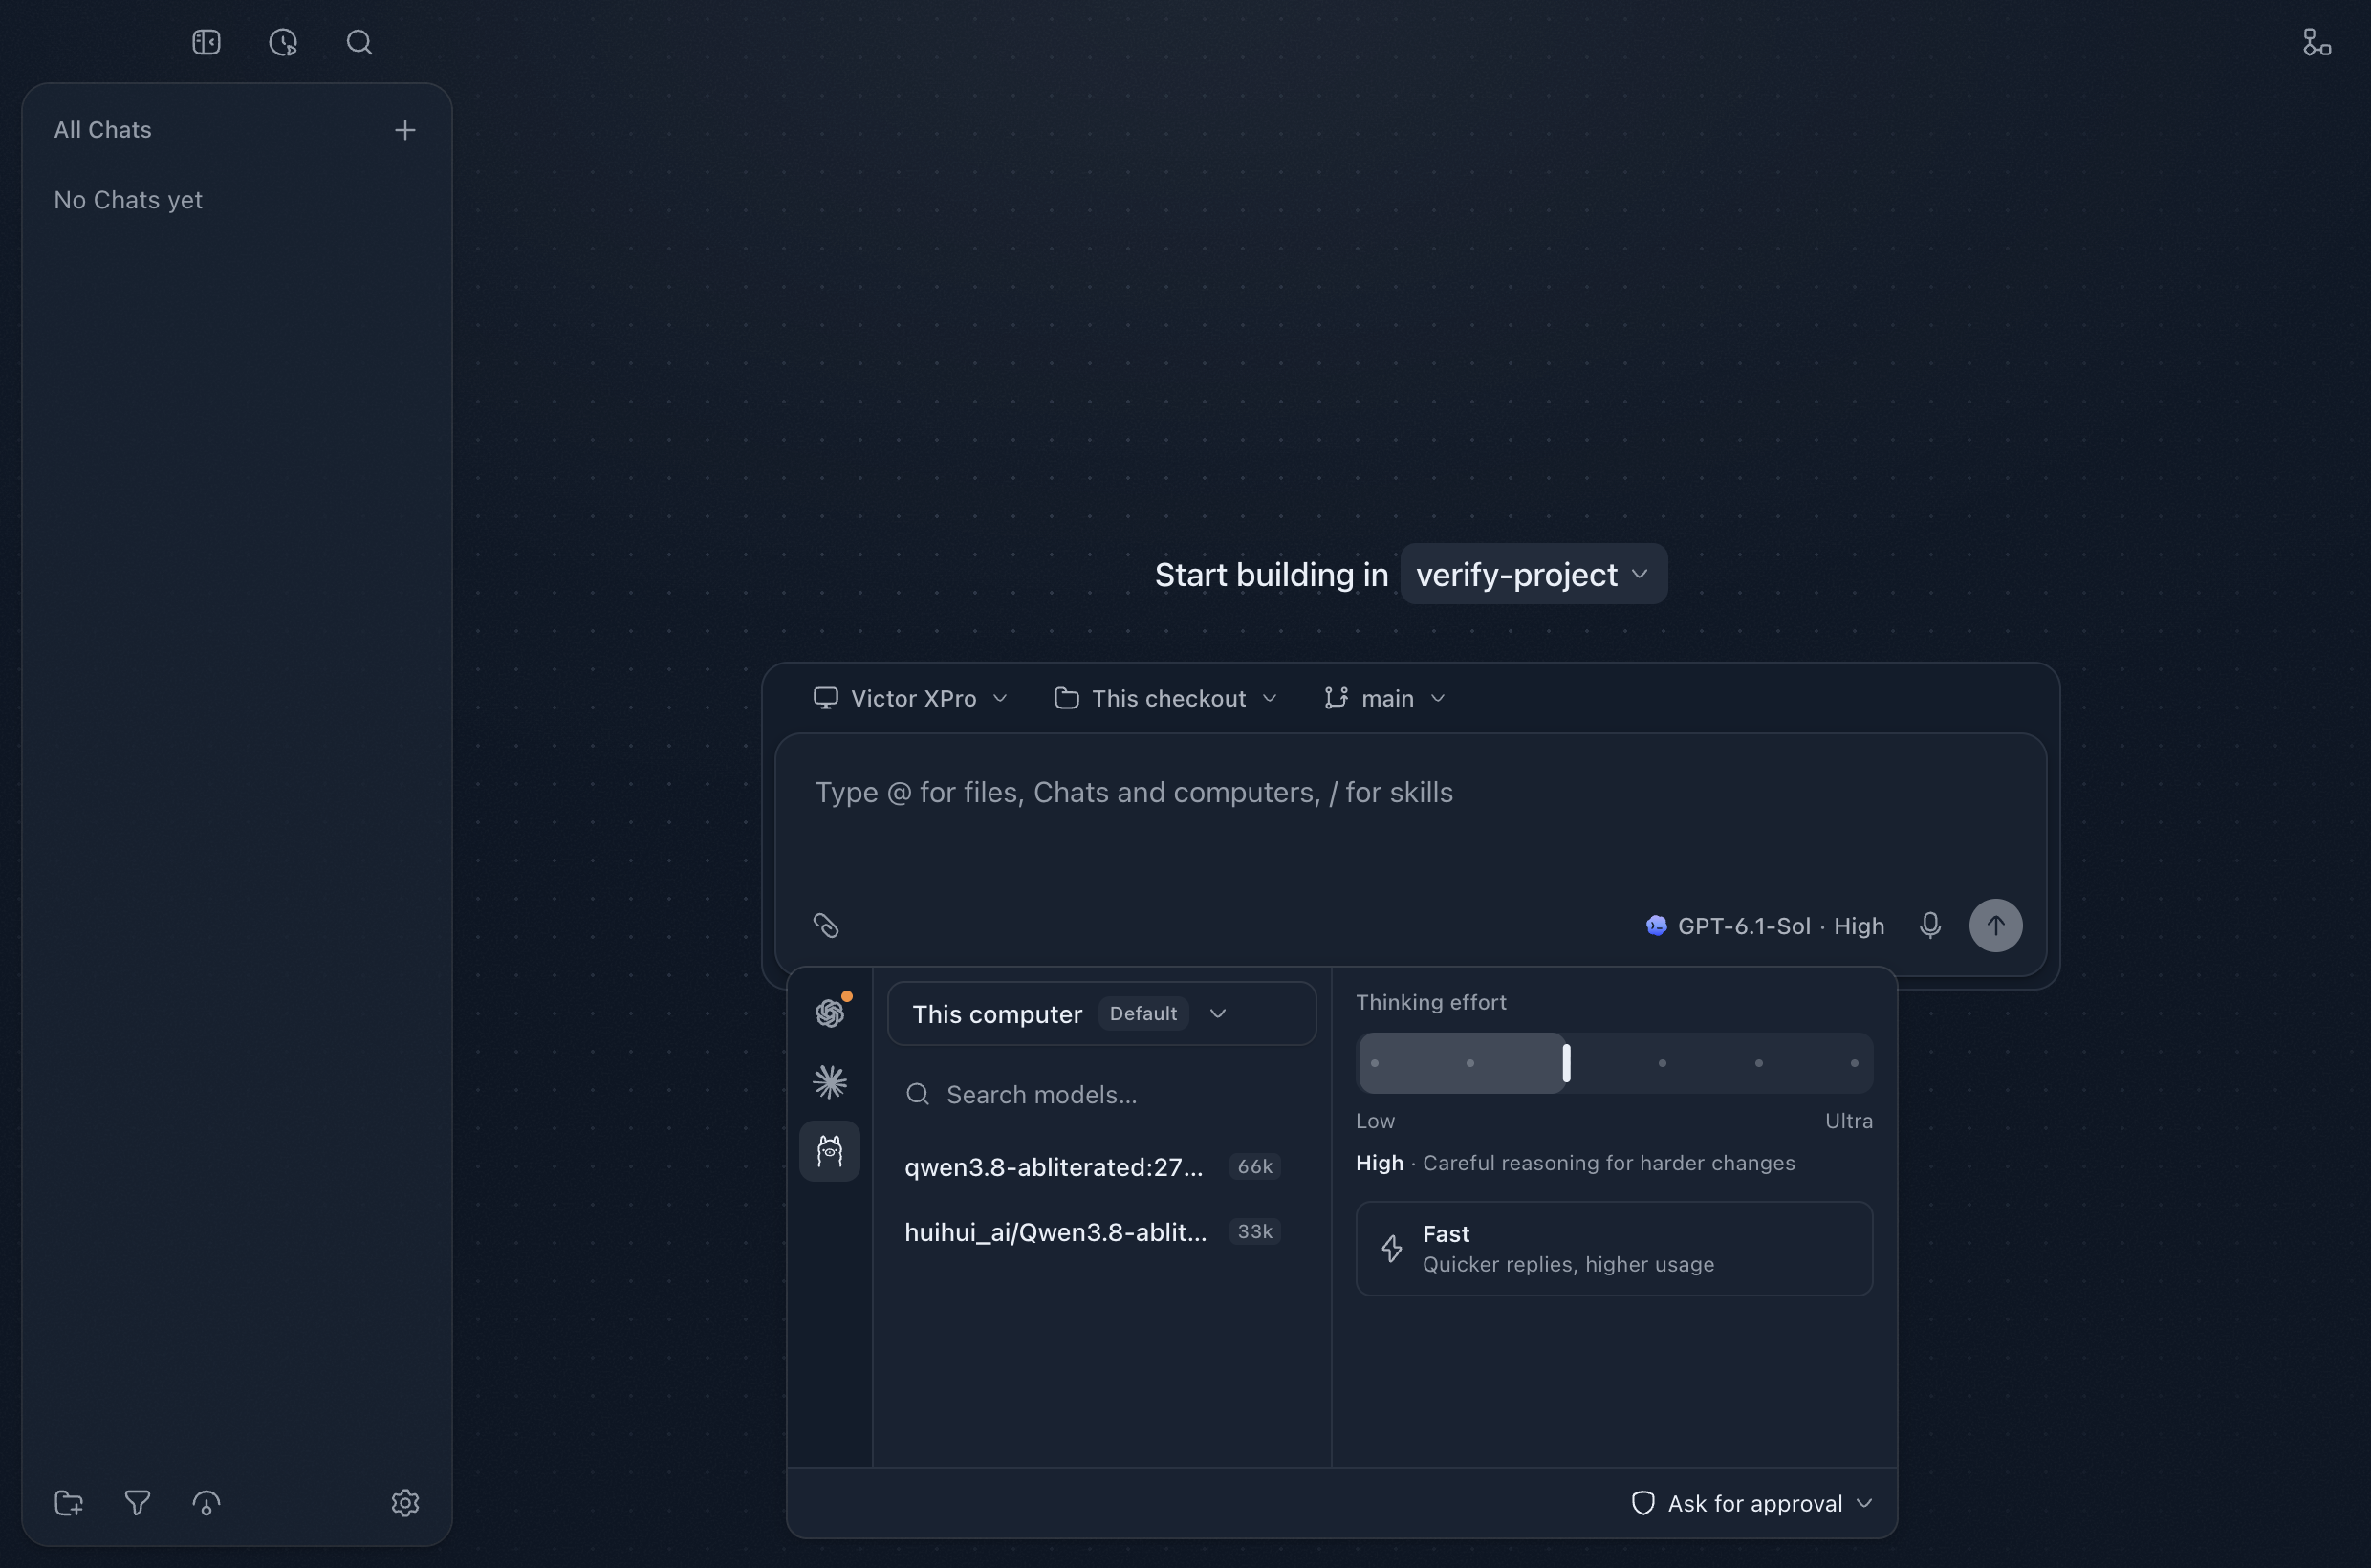 All Chats
No Chats yet
Start building in verify-project
Victor XPro This checkout main
Type @ for files, Chats and computers, / for skills
GPT-6.1-Sol · High
This computer Default
Search models...
qwen3.8-abliterated:27... 66k
huihui_ai/Qwen3.8-ablit... 33k
Thinking effort
Low Ultra
High · Careful reasoning for harder changes
Fast
Quicker replies, higher usage
Ask for approval